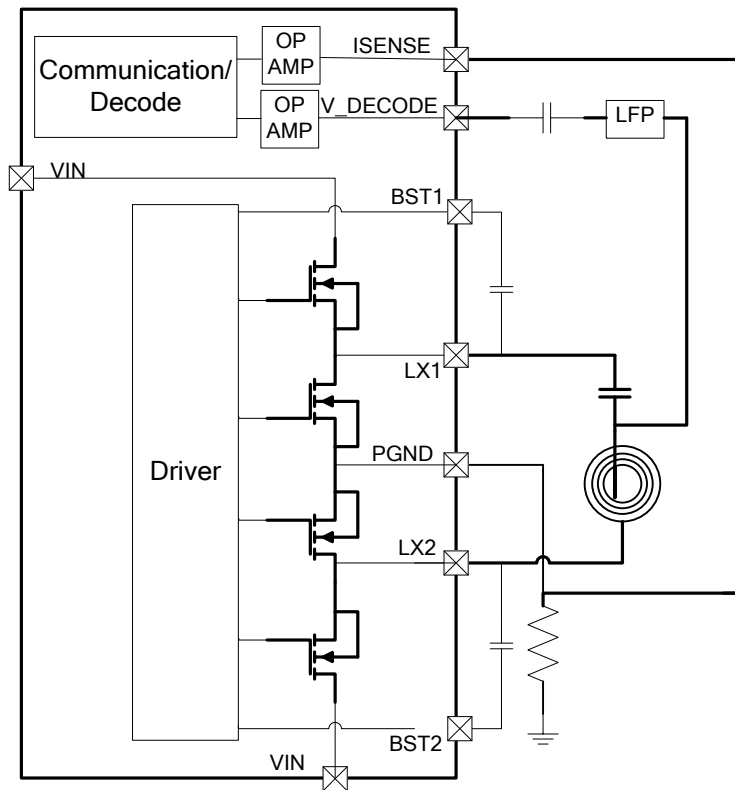 Communication/
Decode
OP
AMP
ISENSE
OP
AMP
V_DECODE
LFP
VIN
BST1
LX1
Driver
PGND
LX2
BST2
VIN